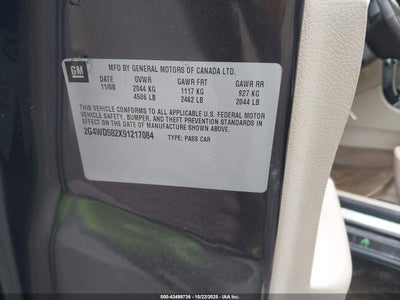 GM
MFD BY GENERAL MOTORS OF CANADA LTD.
DATE GVWR GAWR FRT GAWR RR
11/08 2044 KG 1117 KG 927 KG
4506 LB 2462 LB 2044 LB
THIS VEHICLE CONFORMS TO ALL APPLICABLE U.S. FEDERAL MOTOR
VEHICLE SAFETY, BUMPER, AND THEFT PREVENTION STANDARDS IN
EFFECT ON THE DATE OF MANUFACTURE SHOWN ABOVE.
2G4WD582X91217084 TYPE: PASS CAR
© IAA Stock No: 43499736 - 10/22/2025 - IAA Inc.